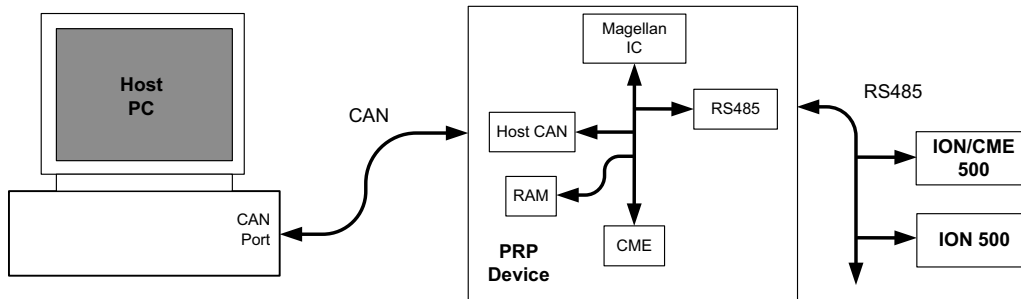 Host
PC
CAN
Port
CAN
Magellan
IC
RS485
Host CAN
RAM
CME
PRP
Device
RS485
ION/CME
500
ION 500